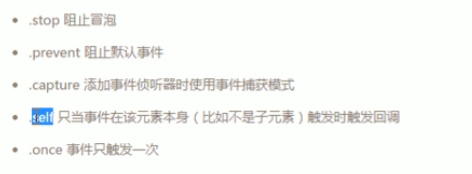 .stop 阻止冒泡
.prevent 阻止默认事件
.capture 添加事件侦听器时使用事件捕获模式
.self 只当事件在该元素本身（比如不是子元素）触发时触发回调
.once 事件只触发一次